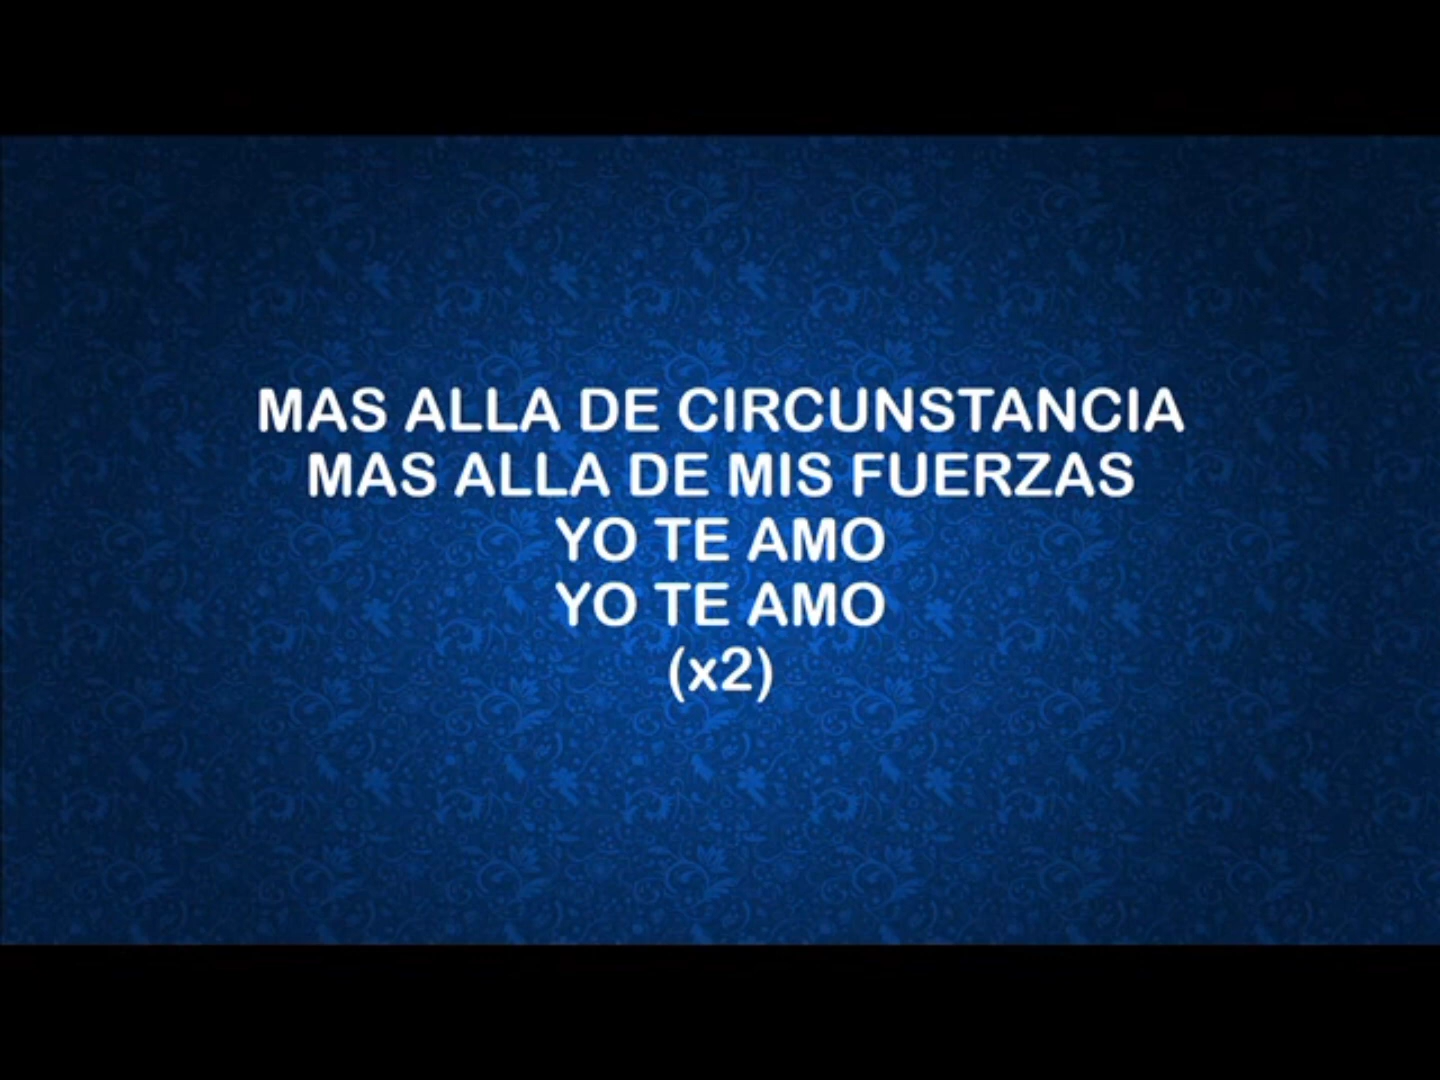 MAS ALLA DE CIRCUNSTANCIA
MAS ALLA DE MIS FUERZAS
YO TE AMO
YO TE AMO
(x2)